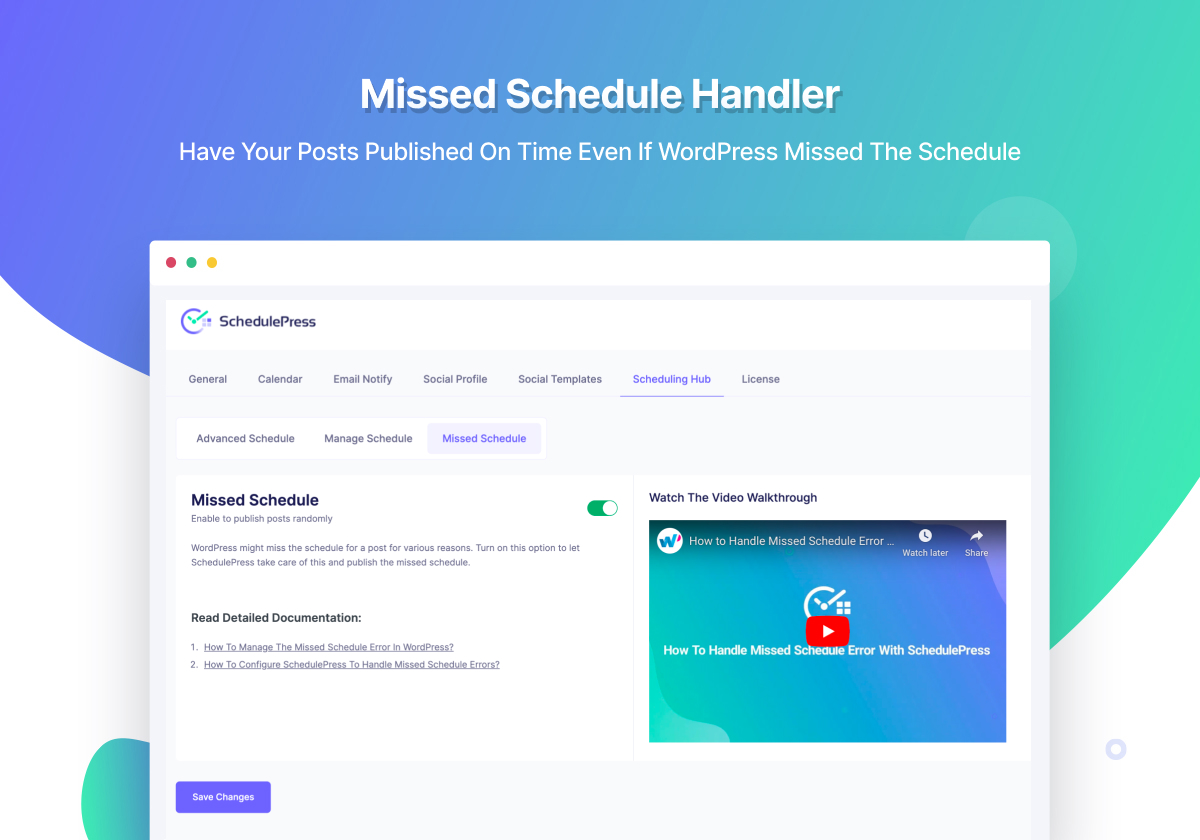 Missed Schedule Handler
Have Your Posts Published On Time Even If WordPress Missed The Schedule
SchedulePress
General Calendar Email Notify Social Profile Social Templates Scheduling Hub License
Advanced Schedule Manage Schedule Missed Schedule
Missed Schedule
Enable to publish posts randomly
WordPress might miss the schedule for a post for various reasons. Turn on this option to let
SchedulePress take care of this and publish the missed schedule.
Read Detailed Documentation:
1. How To Manage The Missed Schedule Error In WordPress?
2. How To Configure SchedulePress To Handle Missed Schedule Errors?
Watch The Video Walkthrough
How to Handle Missed Schedule Error ...
Watch later Share
How To Handle Missed Schedule Error With SchedulePress
Save Changes